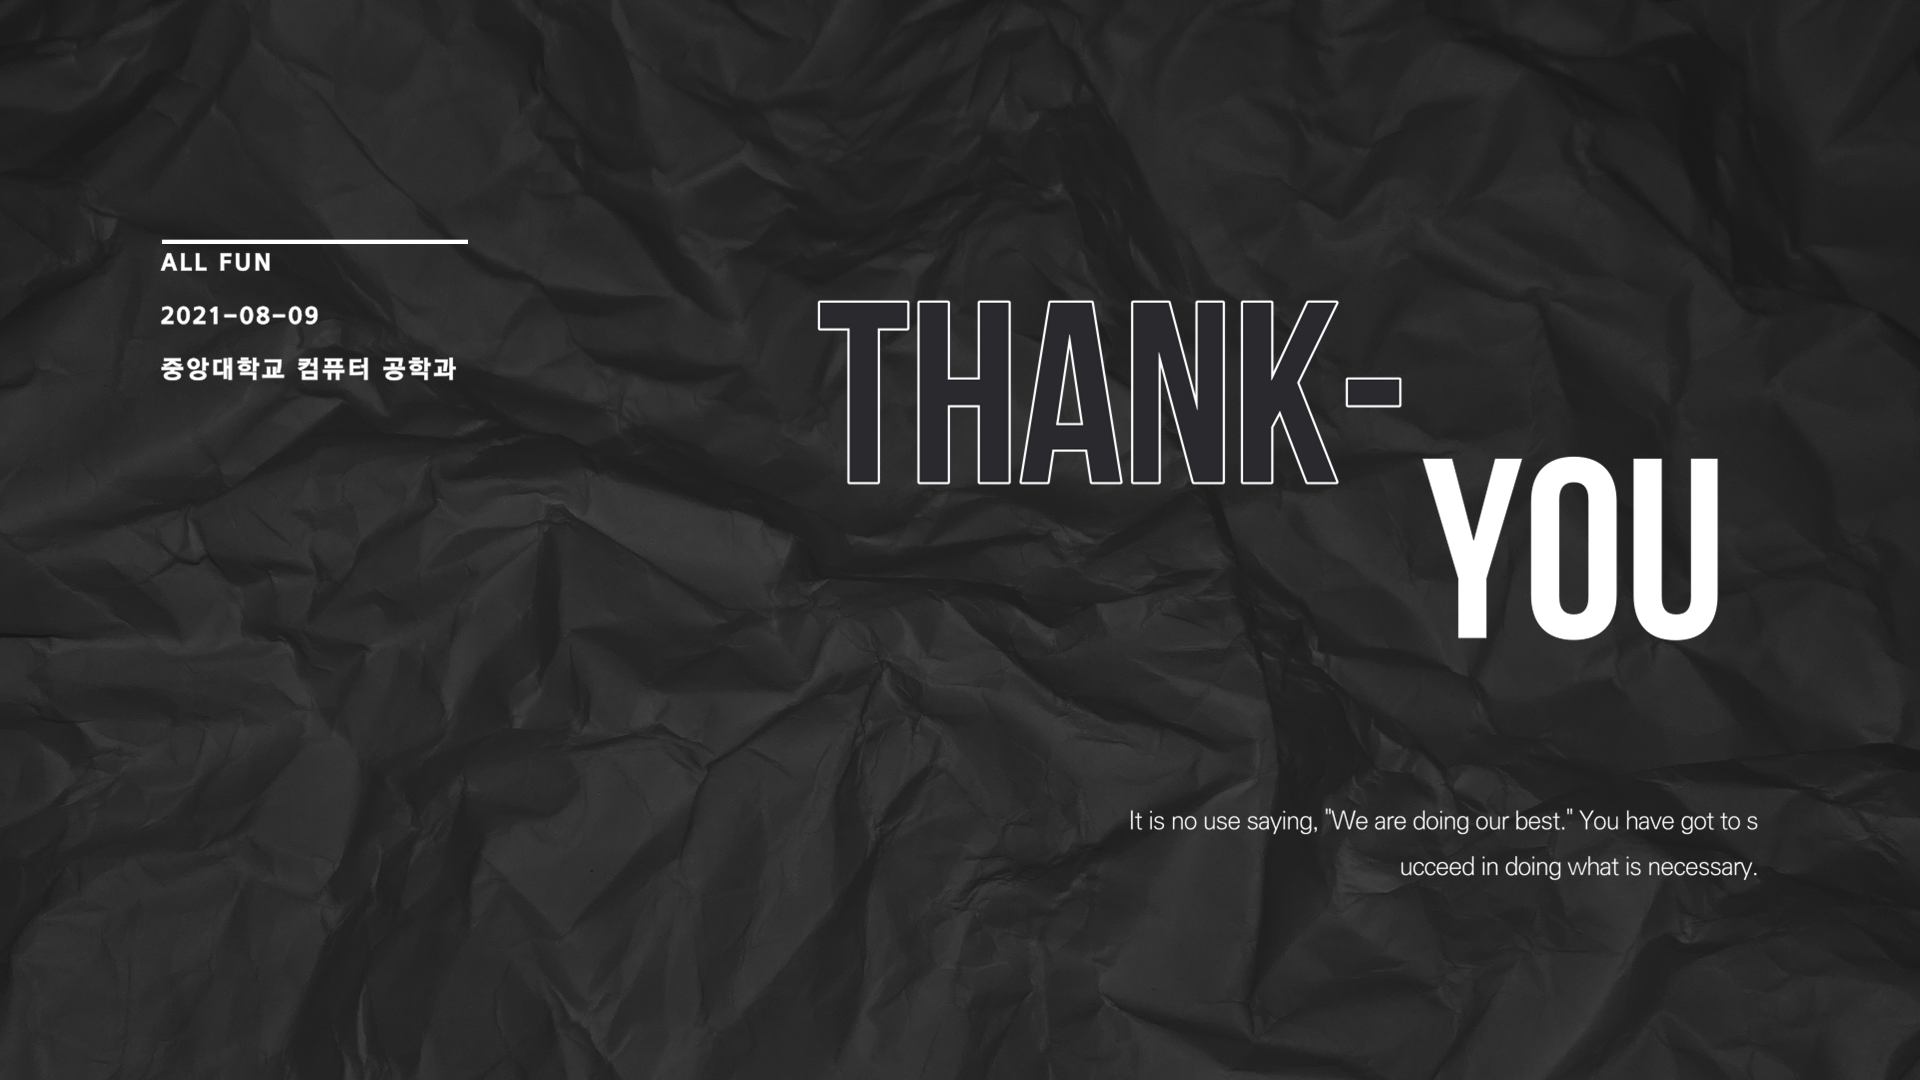 ALL FUN
2021-08-09
중앙대학교 컴퓨터 공학과
THANK-
YOU
It is no use saying, "We are doing our best." You have got to s
ucceed in doing what is necessary.